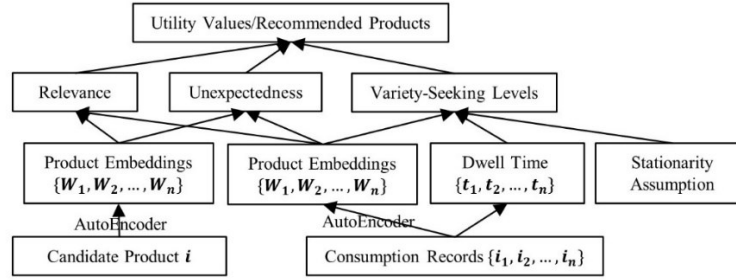 Utility Values/Recommended Products
Relevance
Unexpectedness
Variety-Seeking Levels
Product Embeddings
{W₁, W₂, ..., Wₙ}
Product Embeddings
{W₁, W₂, ..., Wₙ}
Dwell Time
{t₁, t₂, ..., tₙ}
Stationarity
Assumption
AutoEncoder
AutoEncoder
Candidate Product i
Consumption Records {i₁, i₂, ..., iₙ}